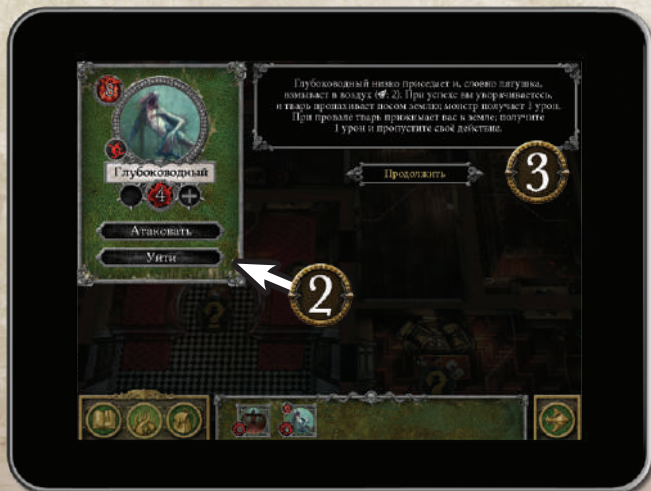 Глубоководный низко приседает и, словно лягушка,
взмывает в воздух ( : 2). При успехе вы уворачиваетесь,
и тварь пропахивает носом землю; монстр получает 1 урон.
При провале тварь прижимает вас к земле; получите
1 урон и пропустите своё действие.
Глубоководный
4
Атаковать
Уйти
Продолжить
3
2
?
?